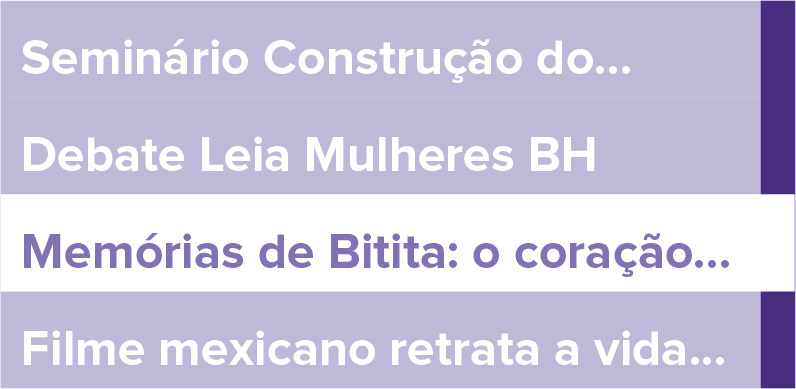 Seminário Construção do...
Debate Leia Mulheres BH
Memórias de Bitita: o coração...
Filme mexicano retrata a vida...